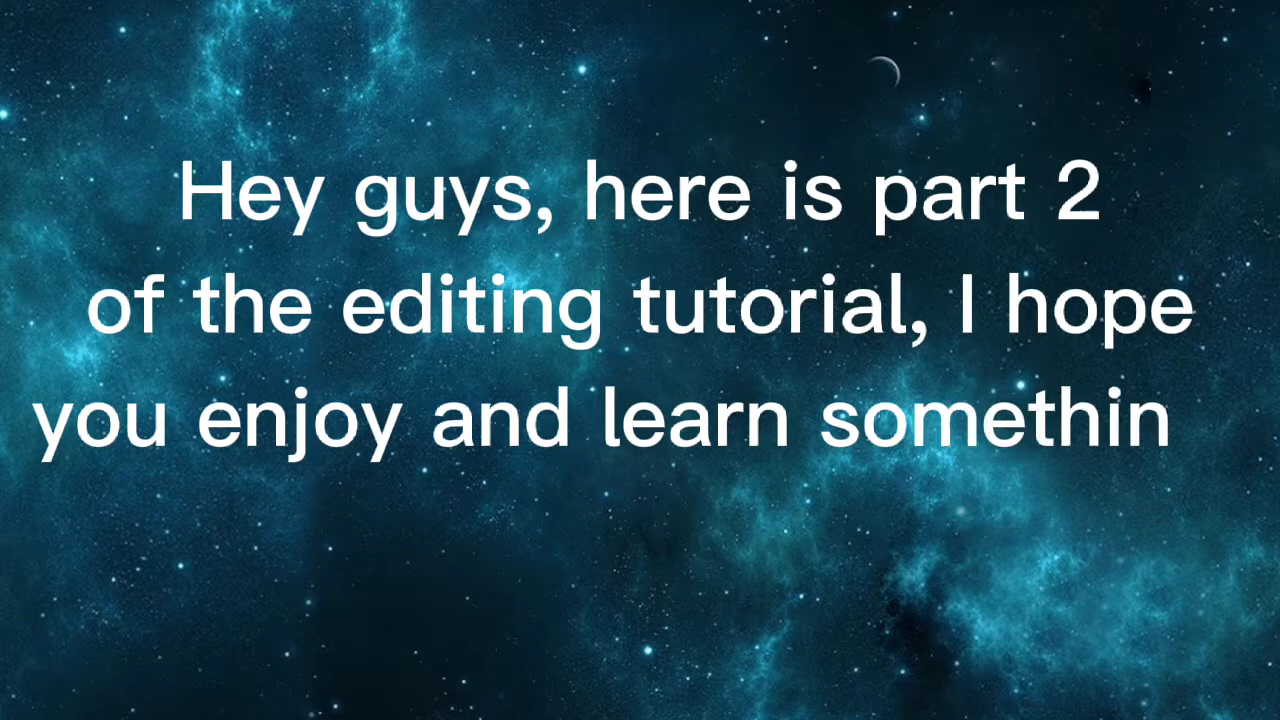 Hey guys, here is part 2
of the editing tutorial, I hope
you enjoy and learn somethin